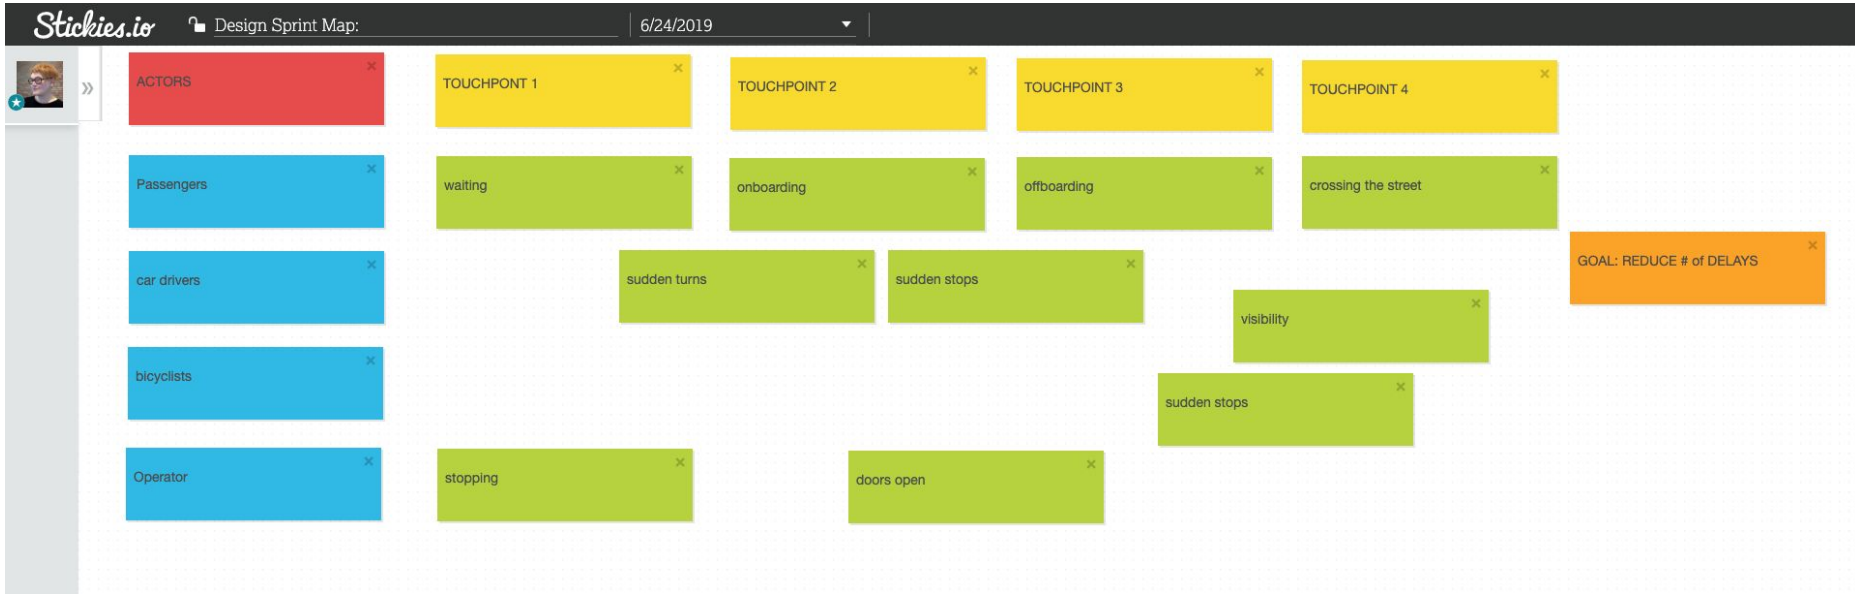 Stickies.io
Design Sprint Map:
6/24/2019
ACTORS
TOUCHPONT 1
TOUCHPOINT 2
TOUCHPOINT 3
TOUCHPOINT 4
Passengers
waiting
onboarding
offboarding
crossing the street
GOAL: REDUCE # of DELAYS
car drivers
sudden turns
sudden stops
visibility
bicyclists
sudden stops
Operator
stopping
doors open